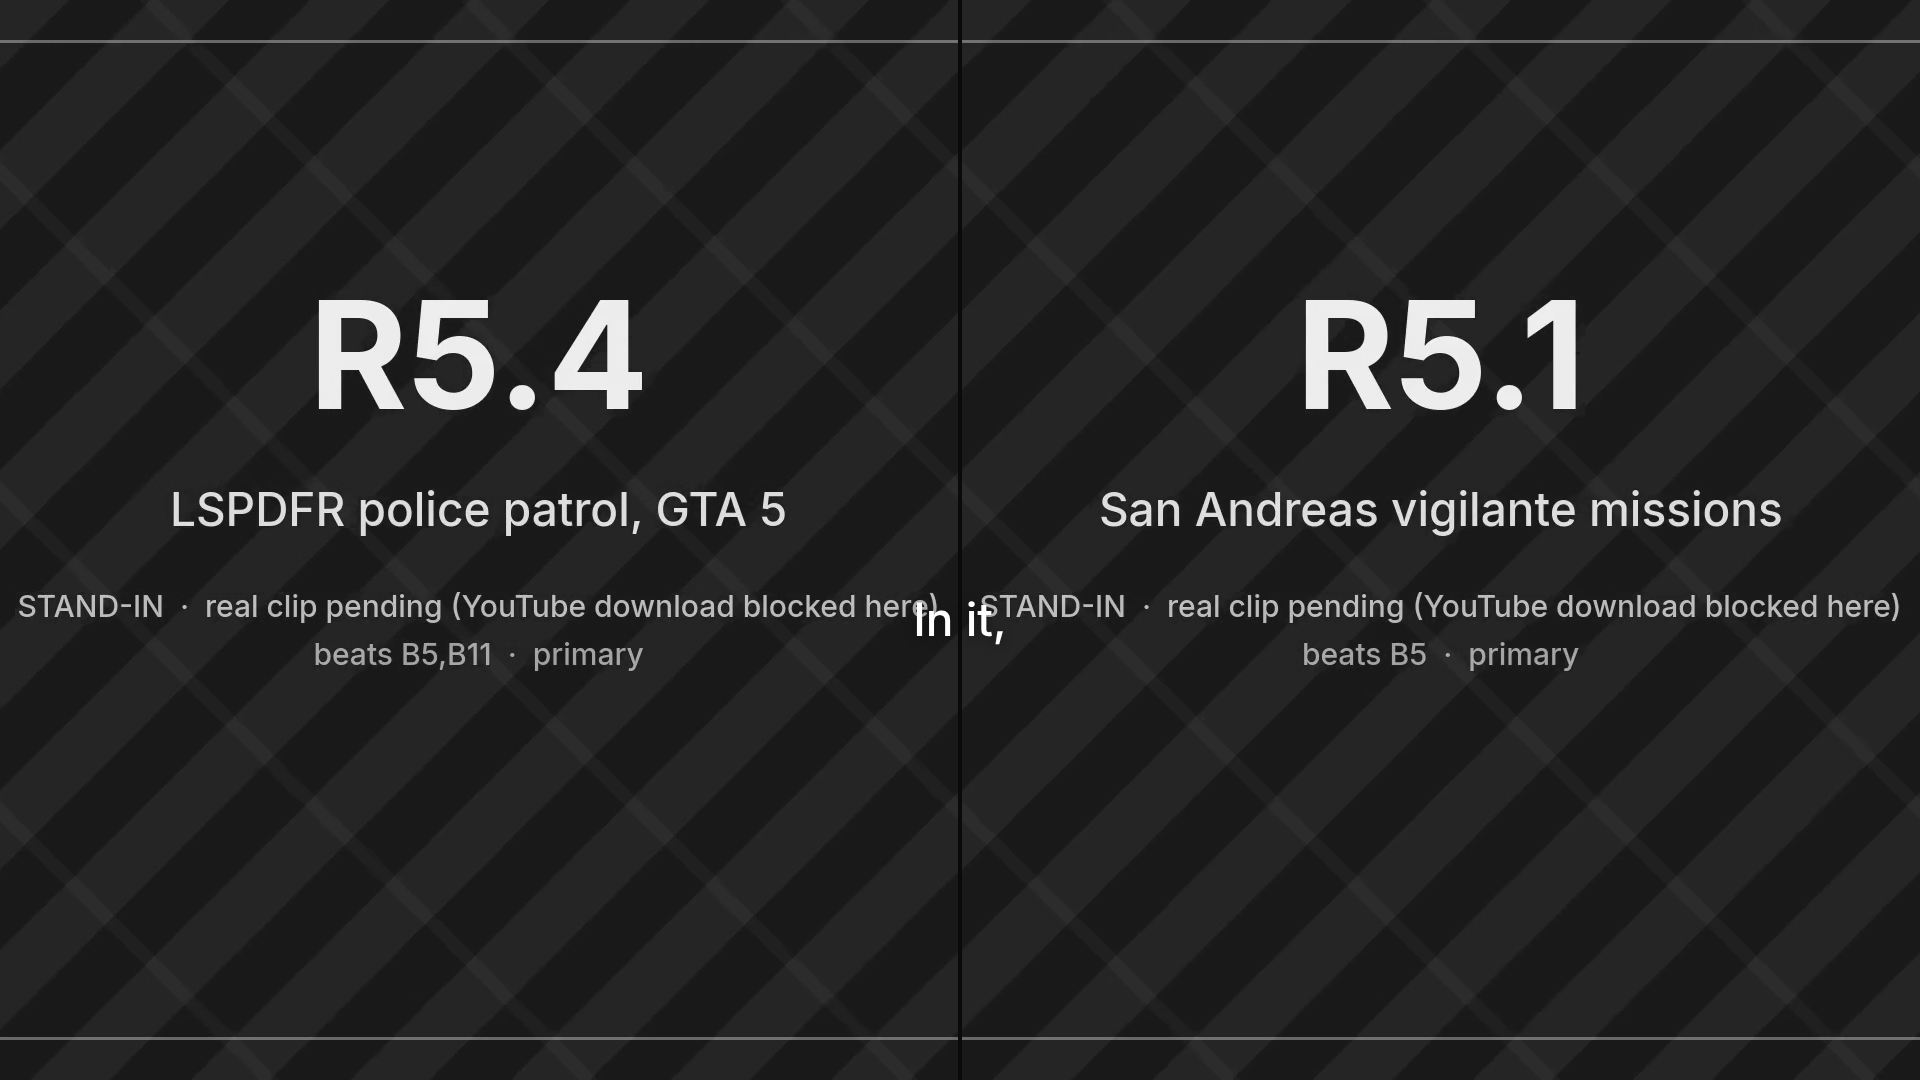 R5.4
LSPDFR police patrol, GTA 5
STAND-IN · real clip pending (YouTube download blocked here)
beats B5,B11 · primary
In it,
R5.1
San Andreas vigilante missions
STAND-IN · real clip pending (YouTube download blocked here)
beats B5 · primary